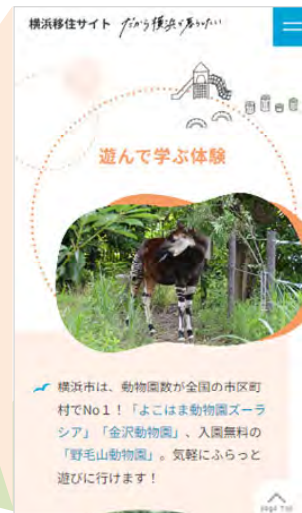 横浜移住サイト だから横浜で暮らしたい
遊んで学ぶ体験
横浜市は、動物園数が全国の市区町
村でNo1！「よこはま動物園ズーラ
シア」「金沢動物園」、入園無料の
「野毛山動物園」。気軽にふらっと
遊びに行けます！
page Top